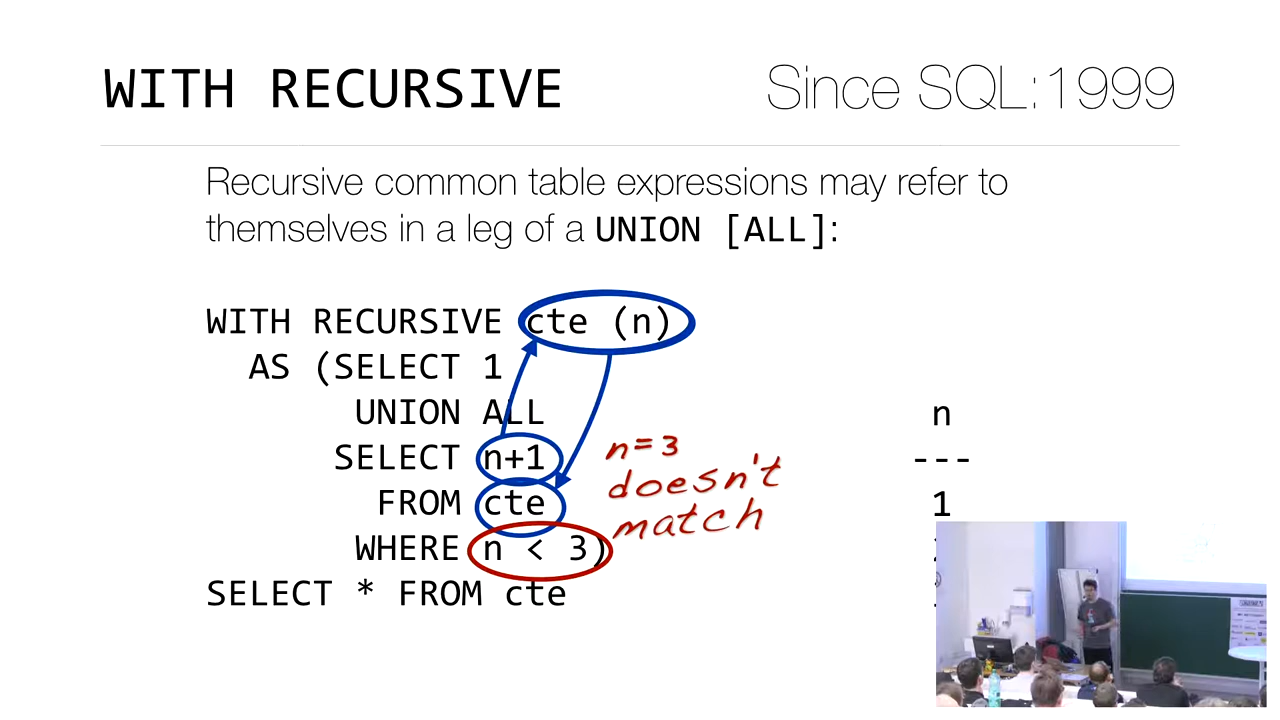 WITH RECURSIVE Since SQL:1999
Recursive common table expressions may refer to
themselves in a leg of a UNION [ALL]:
WITH RECURSIVE cte (n)
AS (SELECT 1
UNION ALL
SELECT n+1
FROM cte
WHERE n < 3)
SELECT * FROM cte
n=3
doesn't
match
n
---
1